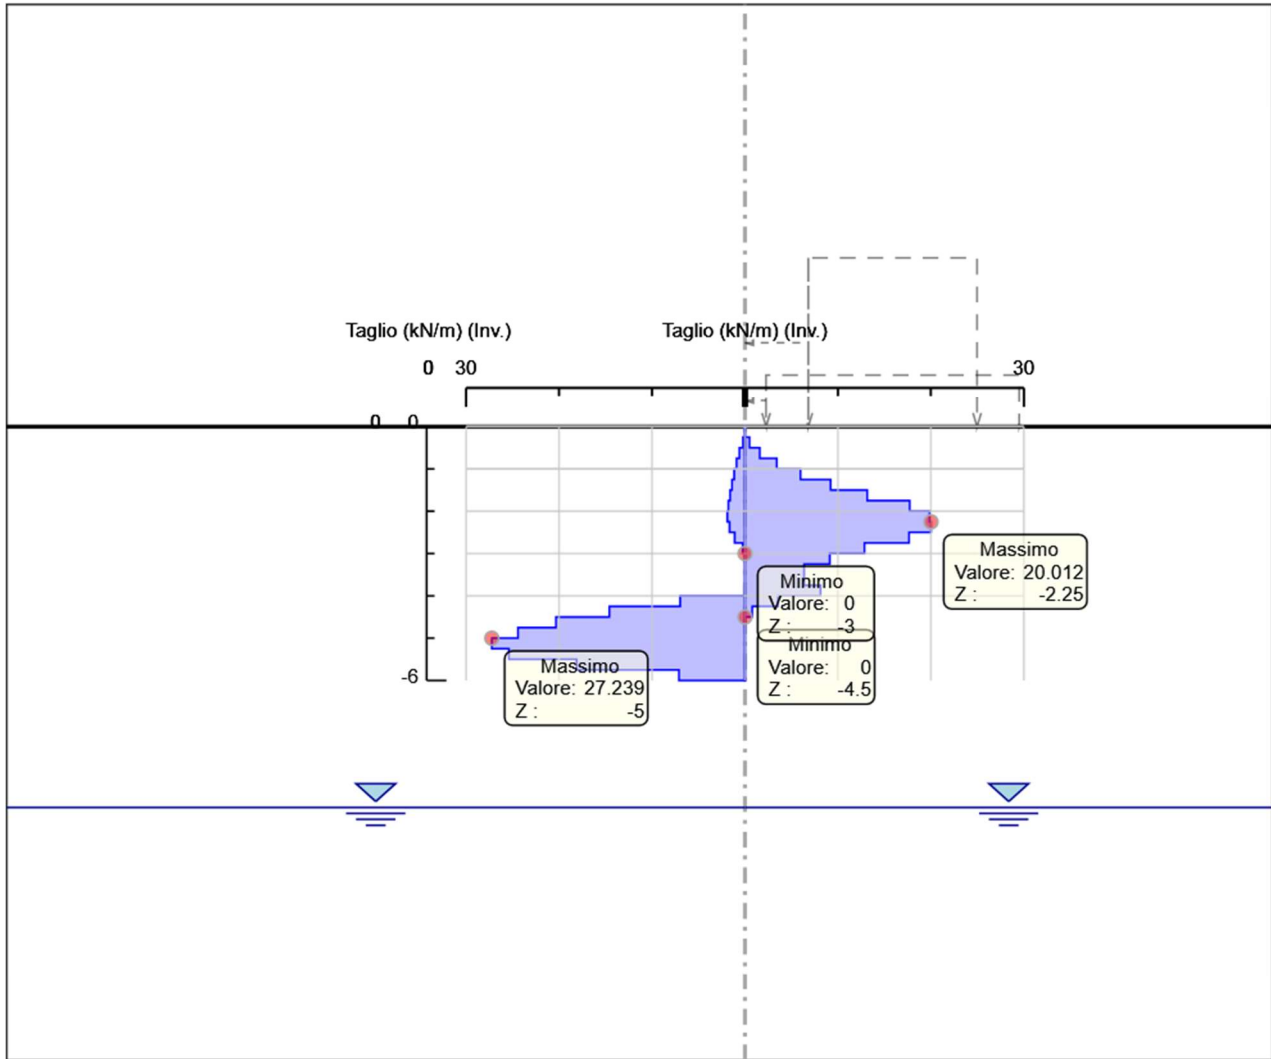 Taglio (kN/m) (Inv.)
Taglio (kN/m) (Inv.)
0
30
30
0
0
Massimo
Valore: 20.012
Z : -2.25
Minimo
Valore: 0
Z : -3
Minimo
Valore: 0
Z : -4.5
Massimo
Valore: 27.239
Z : -5
-6